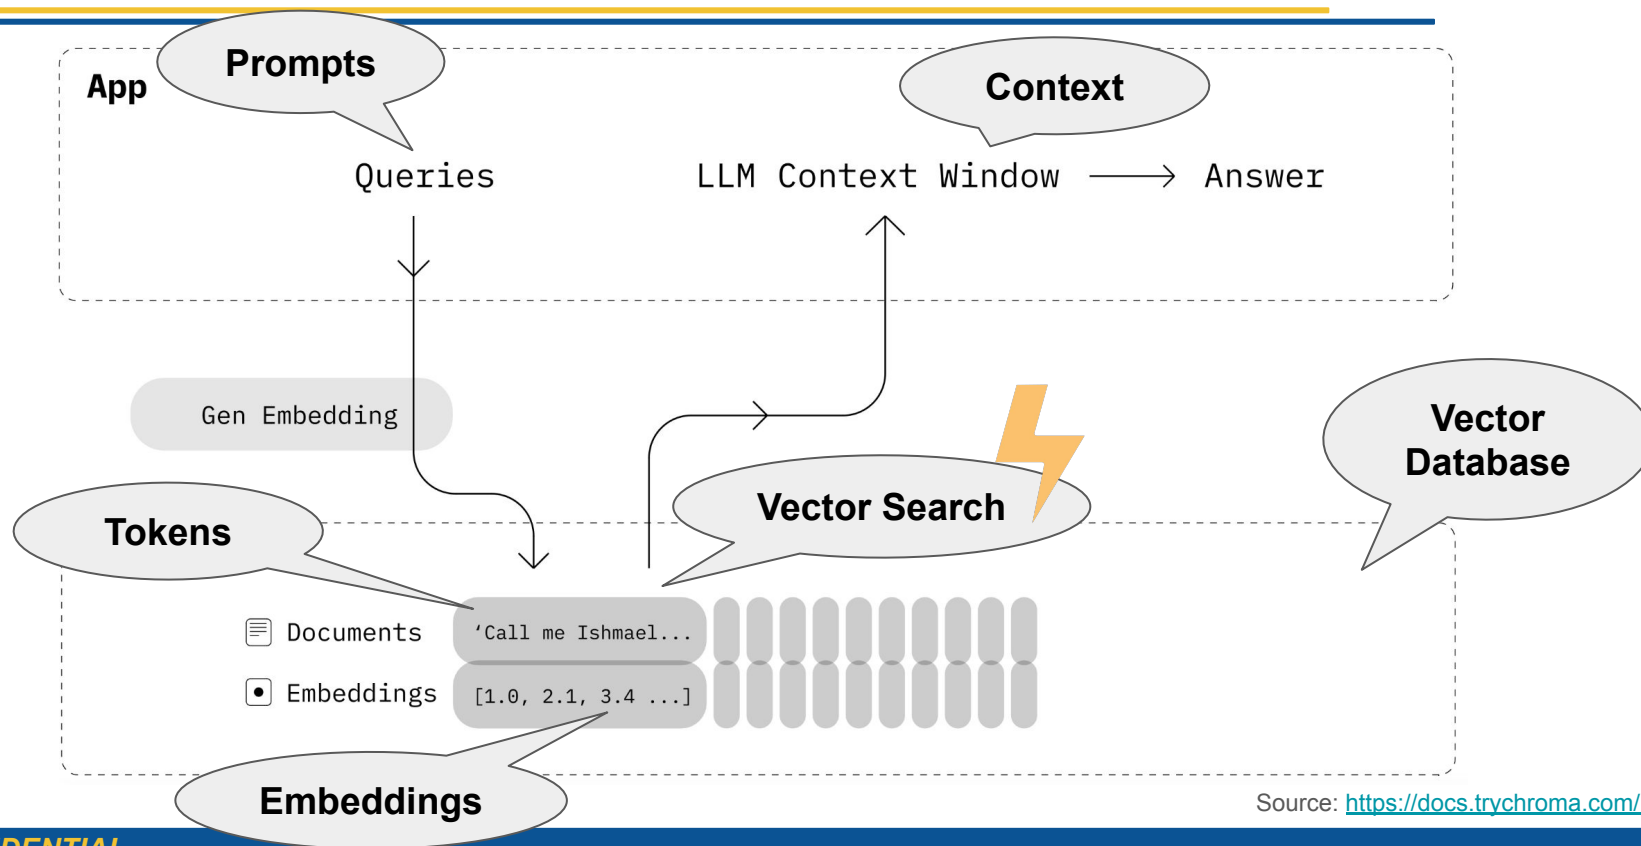 Prompts
App
Context
Queries
LLM Context Window
Answer
Gen Embedding
Vector
Database
Vector Search
Tokens
Documents
‘Call me Ishmael...
Embeddings
[1.0, 2.1, 3.4 ...]
Embeddings
Source: https://docs.trychroma.com/
DENTIAL